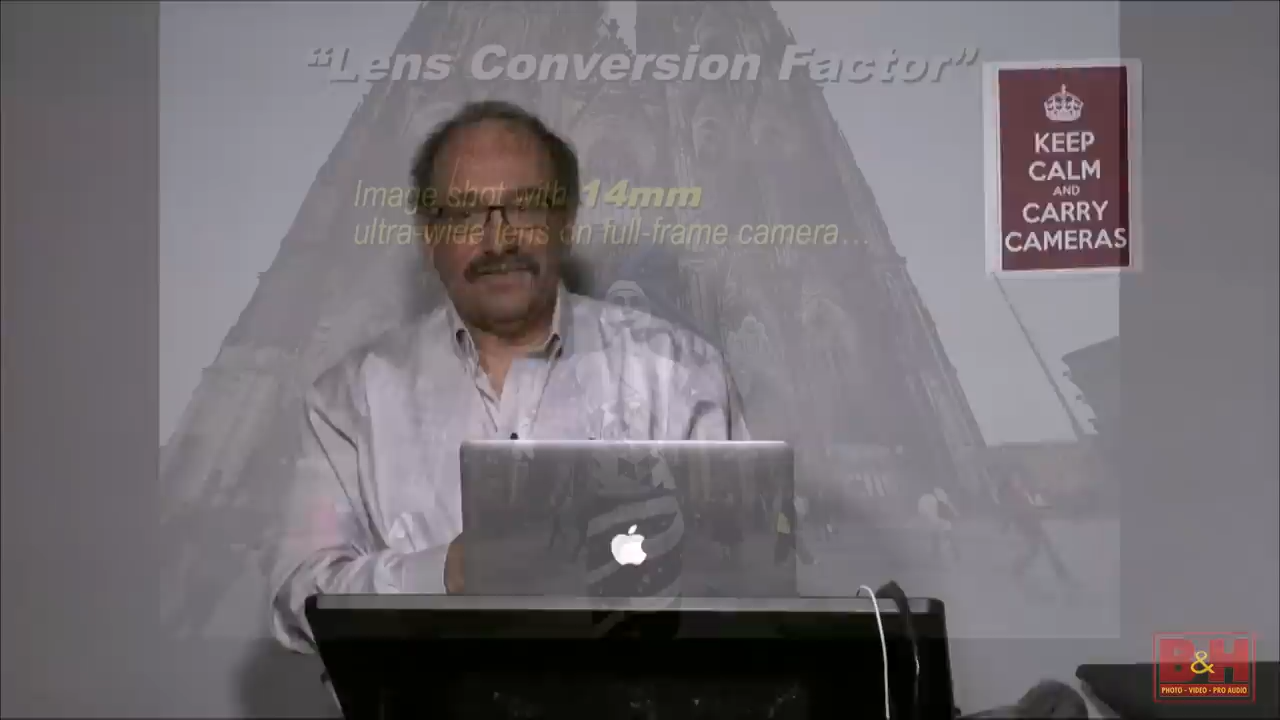 “Lens Conversion Factor”
Image shot with 14mm
ultra-wide lens on full-frame camera...
KEEP
CALM
AND
CARRY
CAMERAS
B&H
PHOTO - VIDEO - PRO AUDIO